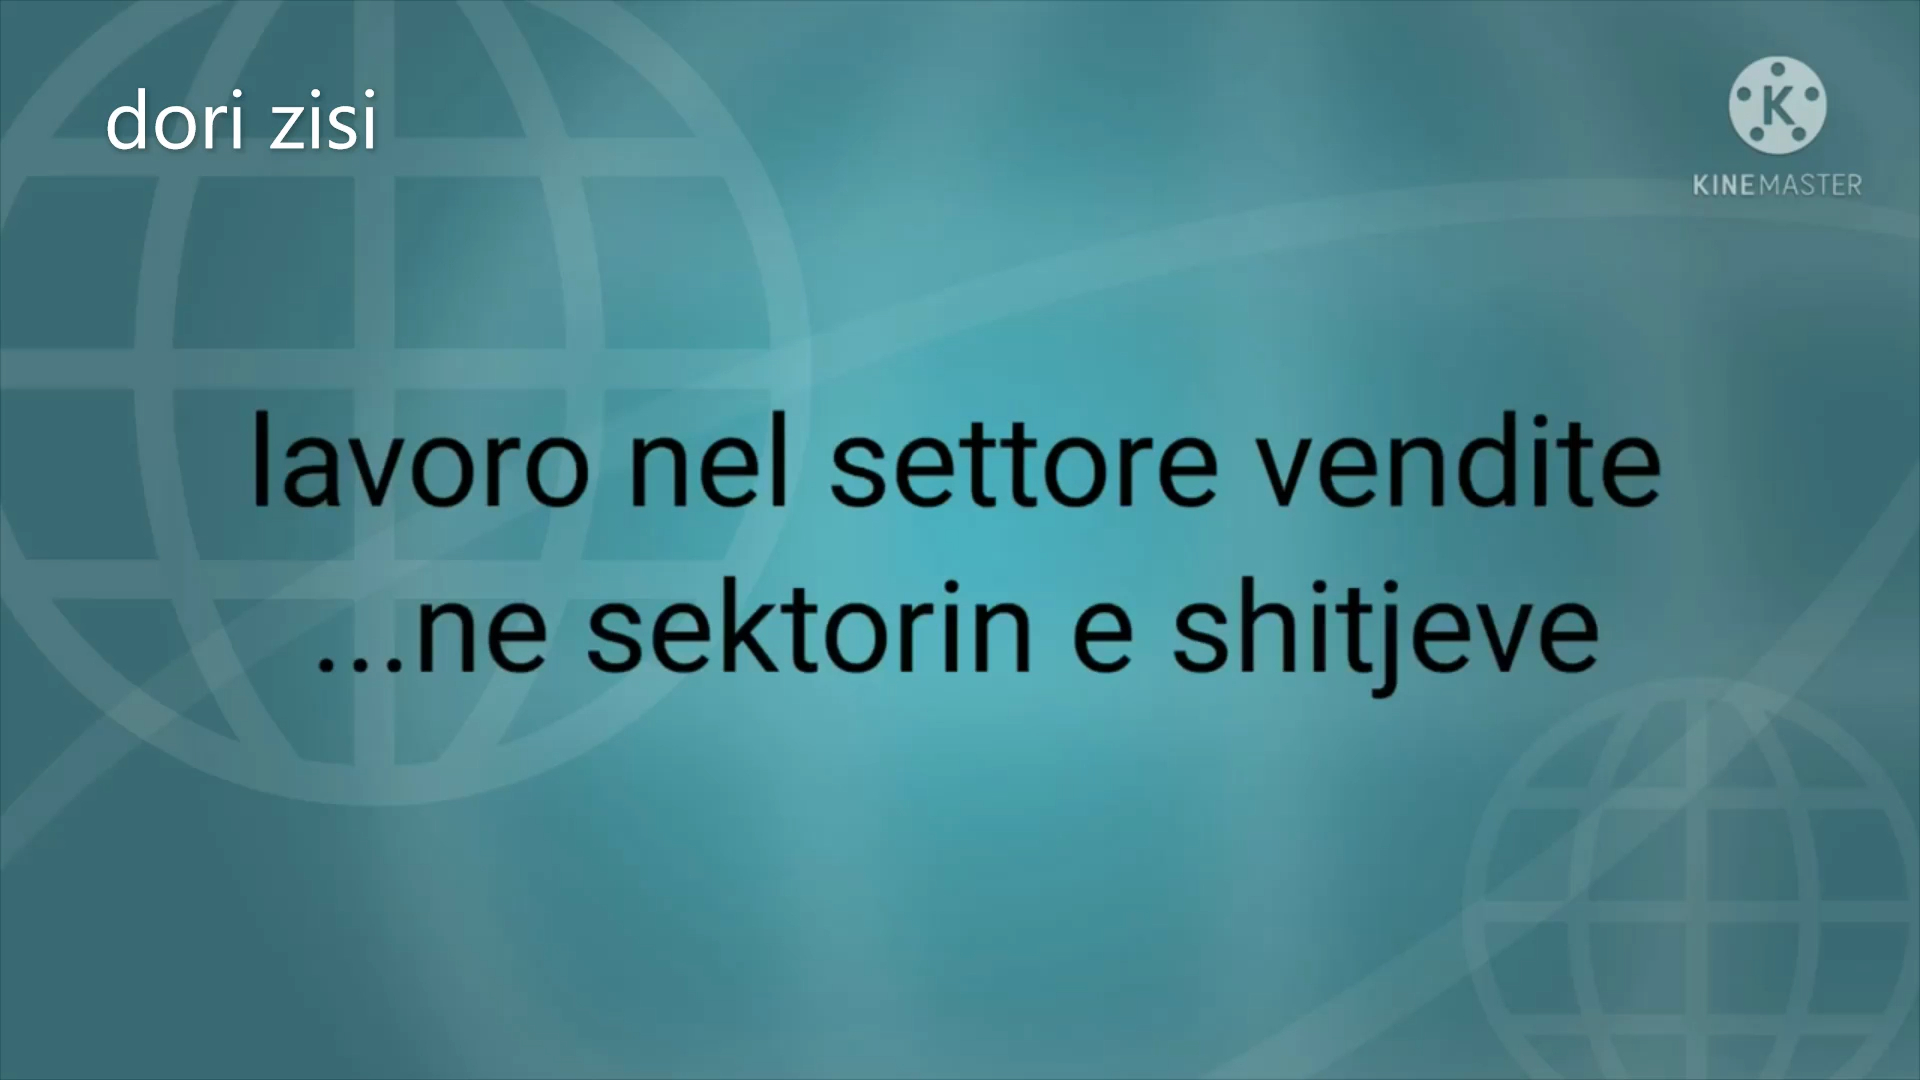 dori zisi
K
KINEMASTER
lavoro nel settore vendite
...ne sektorin e shitjeve